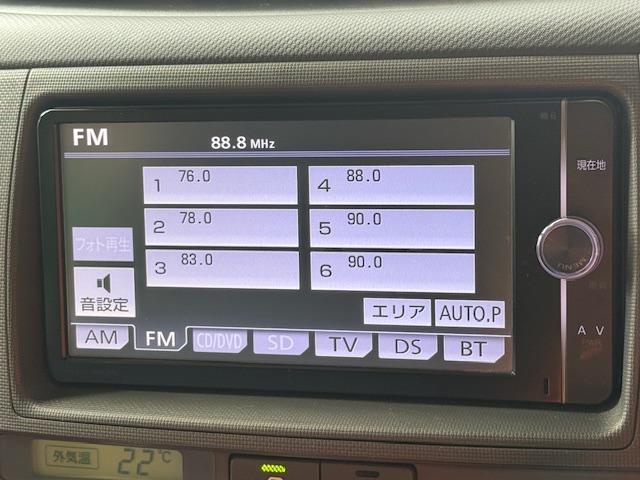 FM
88.8 MHz
1 76.0
4 88.0
2 78.0
5 90.0
3 83.0
6 90.0
フォト再生
音設定
エリア
AUTO.P
AM
FM
CD/DVD
SD
TV
DS
BT
現在地
MENU
A V
PWR
外気温
22℃